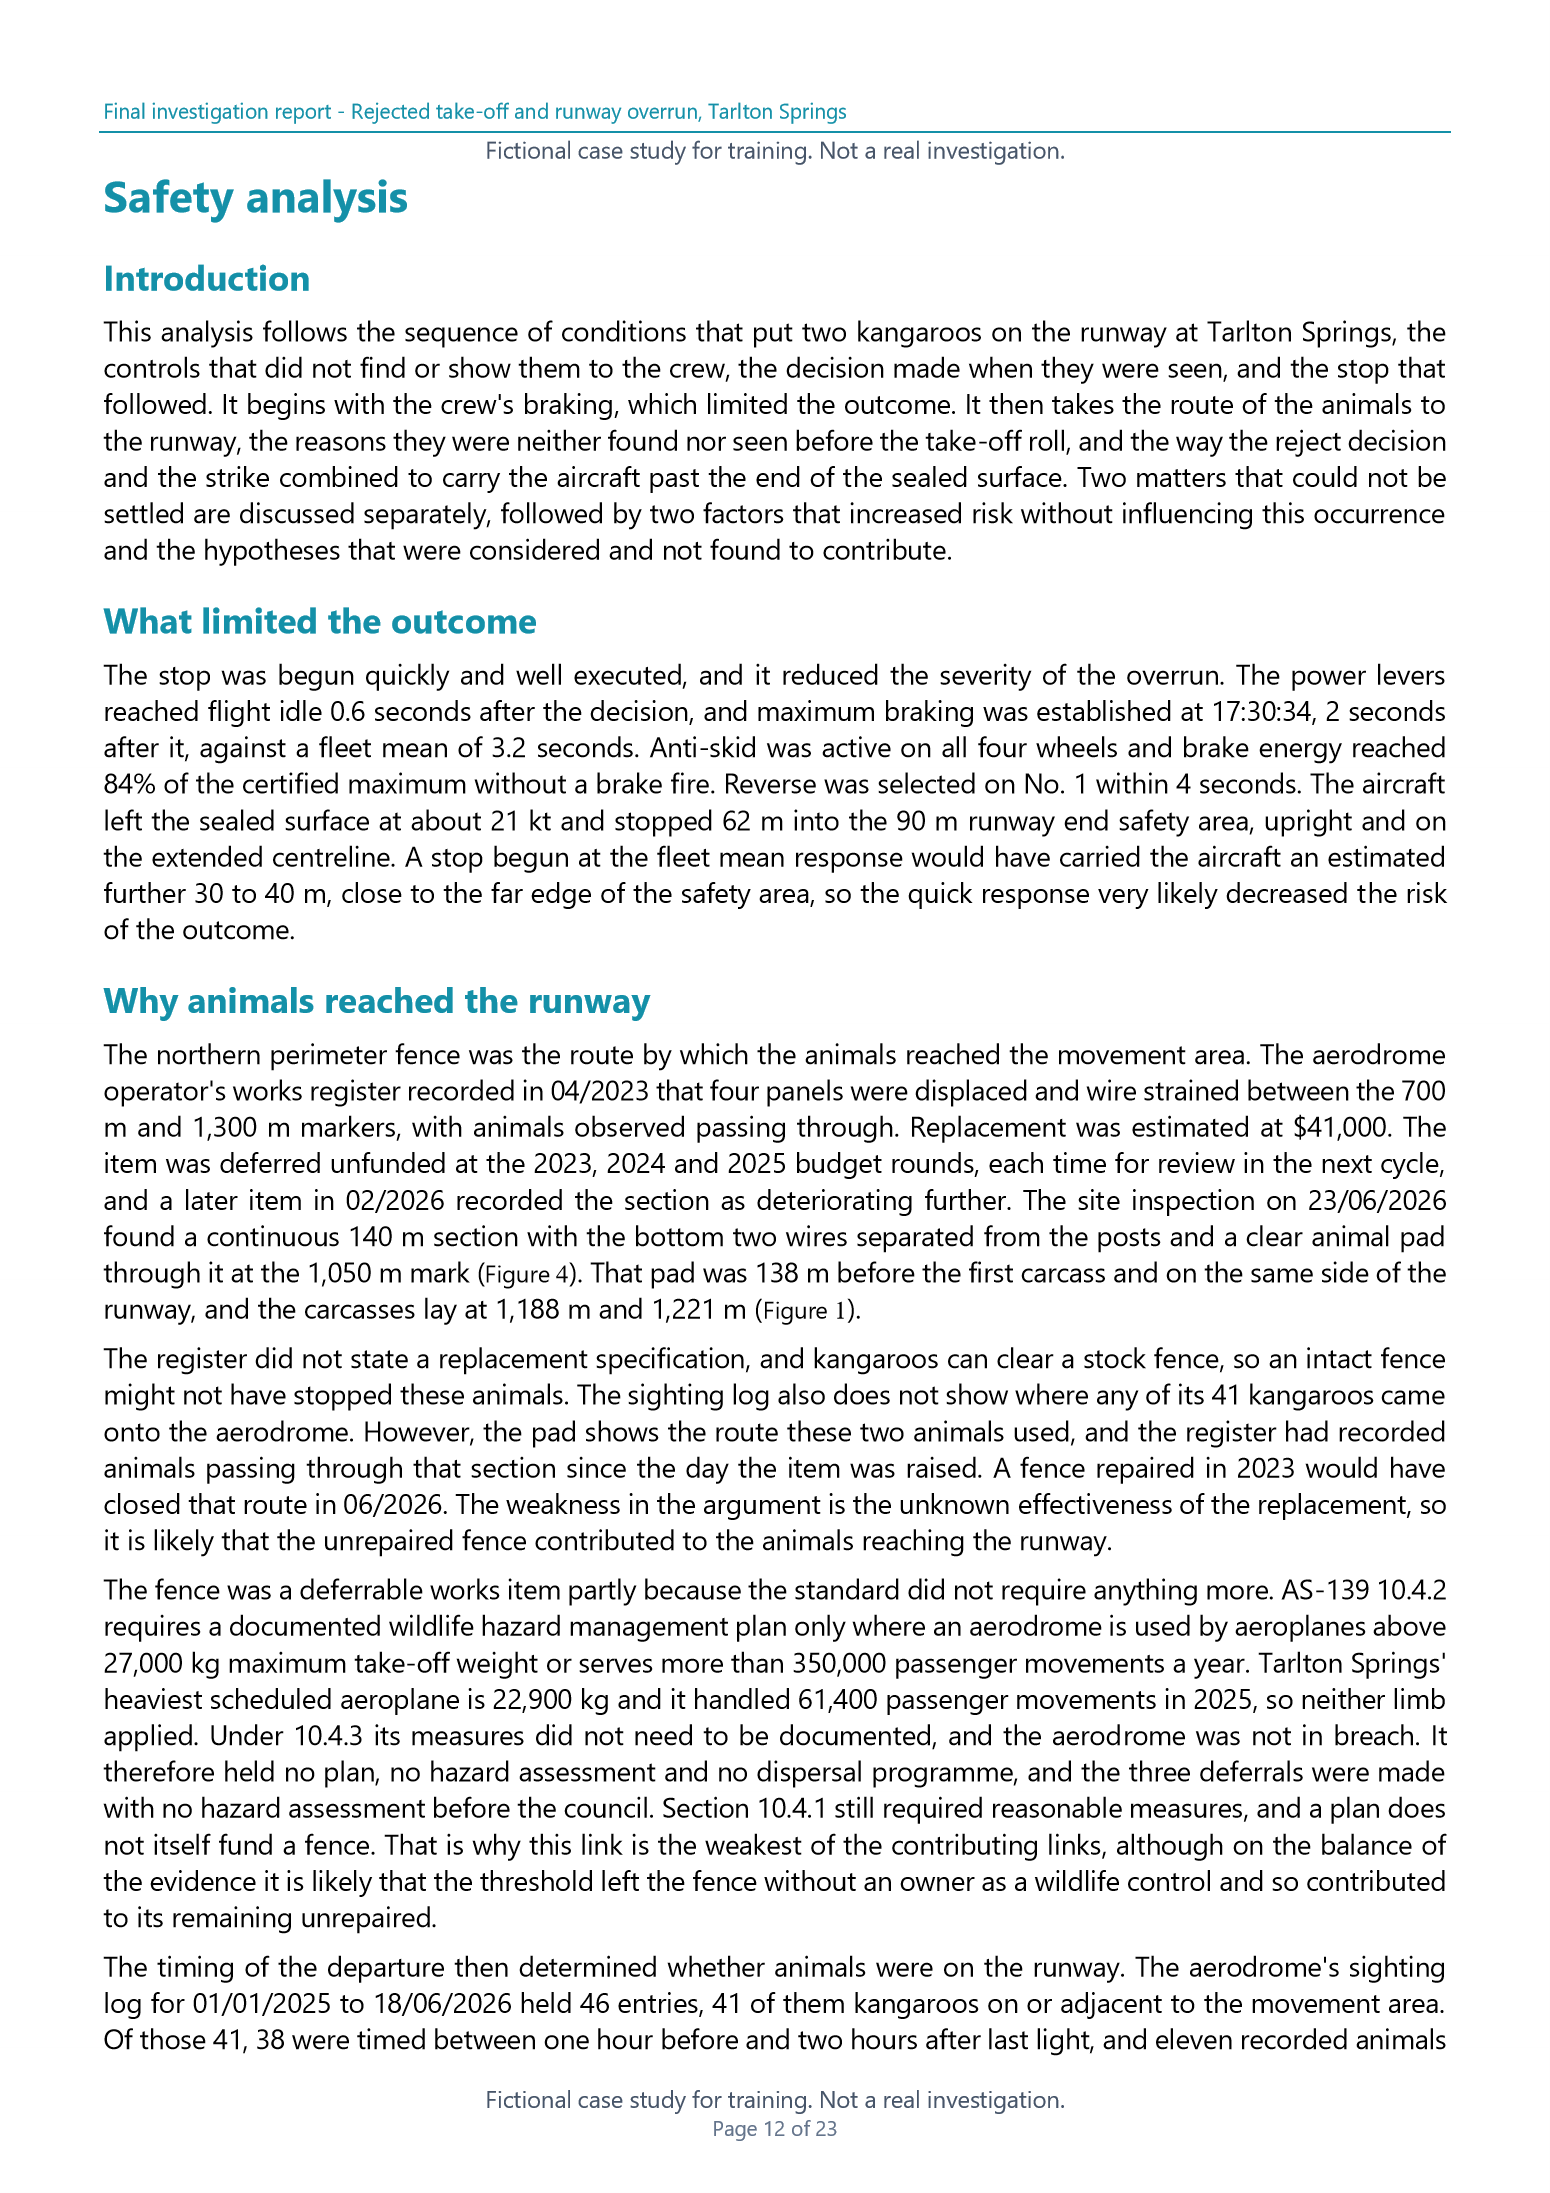 Final investigation report - Rejected take-off and runway overrun, Tarlton Springs
Fictional case study for training. Not a real investigation.
Safety analysis
Introduction
This analysis follows the sequence of conditions that put two kangaroos on the runway at Tarlton Springs, the
controls that did not find or show them to the crew, the decision made when they were seen, and the stop that
followed. It begins with the crew's braking, which limited the outcome. It then takes the route of the animals to
the runway, the reasons they were neither found nor seen before the take-off roll, and the way the reject decision
and the strike combined to carry the aircraft past the end of the sealed surface. Two matters that could not be
settled are discussed separately, followed by two factors that increased risk without influencing this occurrence
and the hypotheses that were considered and not found to contribute.
What limited the outcome
The stop was begun quickly and well executed, and it reduced the severity of the overrun. The power levers
reached flight idle 0.6 seconds after the decision, and maximum braking was established at 17:30:34, 2 seconds
after it, against a fleet mean of 3.2 seconds. Anti-skid was active on all four wheels and brake energy reached
84% of the certified maximum without a brake fire. Reverse was selected on No. 1 within 4 seconds. The aircraft
left the sealed surface at about 21 kt and stopped 62 m into the 90 m runway end safety area, upright and on
the extended centreline. A stop begun at the fleet mean response would have carried the aircraft an estimated
further 30 to 40 m, close to the far edge of the safety area, so the quick response very likely decreased the risk
of the outcome.
Why animals reached the runway
The northern perimeter fence was the route by which the animals reached the movement area. The aerodrome
operator's works register recorded in 04/2023 that four panels were displaced and wire strained between the 700
m and 1,300 m markers, with animals observed passing through. Replacement was estimated at $41,000. The
item was deferred unfunded at the 2023, 2024 and 2025 budget rounds, each time for review in the next cycle,
and a later item in 02/2026 recorded the section as deteriorating further. The site inspection on 23/06/2026
found a continuous 140 m section with the bottom two wires separated from the posts and a clear animal pad
through it at the 1,050 m mark (Figure 4). That pad was 138 m before the first carcass and on the same side of the
runway, and the carcasses lay at 1,188 m and 1,221 m (Figure 1).
The register did not state a replacement specification, and kangaroos can clear a stock fence, so an intact fence
might not have stopped these animals. The sighting log also does not show where any of its 41 kangaroos came
onto the aerodrome. However, the pad shows the route these two animals used, and the register had recorded
animals passing through that section since the day the item was raised. A fence repaired in 2023 would have
closed that route in 06/2026. The weakness in the argument is the unknown effectiveness of the replacement, so
it is likely that the unrepaired fence contributed to the animals reaching the runway.
The fence was a deferrable works item partly because the standard did not require anything more. AS-139 10.4.2
requires a documented wildlife hazard management plan only where an aerodrome is used by aeroplanes above
27,000 kg maximum take-off weight or serves more than 350,000 passenger movements a year. Tarlton Springs'
heaviest scheduled aeroplane is 22,900 kg and it handled 61,400 passenger movements in 2025, so neither limb
applied. Under 10.4.3 its measures did not need to be documented, and the aerodrome was not in breach. It
therefore held no plan, no hazard assessment and no dispersal programme, and the three deferrals were made
with no hazard assessment before the council. Section 10.4.1 still required reasonable measures, and a plan does
not itself fund a fence. That is why this link is the weakest of the contributing links, although on the balance of
the evidence it is likely that the threshold left the fence without an owner as a wildlife control and so contributed
to its remaining unrepaired.
The timing of the departure then determined whether animals were on the runway. The aerodrome's sighting
log for 01/01/2025 to 18/06/2026 held 46 entries, 41 of them kangaroos on or adjacent to the movement area.
Of those 41, 38 were timed between one hour before and two hours after last light, and eleven recorded animals
Fictional case study for training. Not a real investigation.
Page 12 of 23